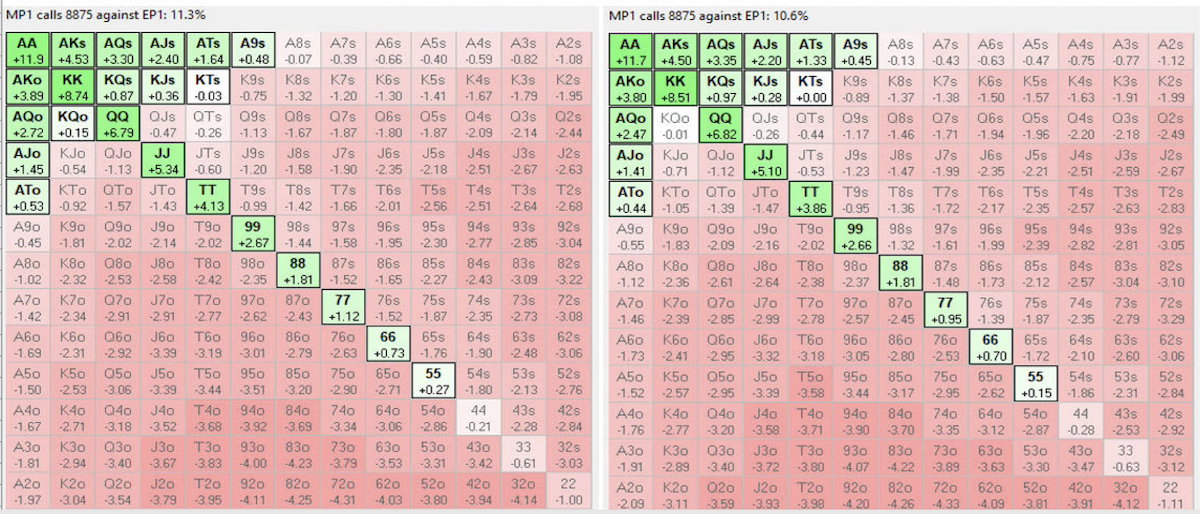 MP1 calls 8875 against EP1: 11.3%
AA AKs AQs AJs ATs A9s A8s A7s A6s A5s A4s A3s A2s
+11.9 +4.53 +3.30 +2.40 +1.64 +0.48 -0.07 -0.39 -0.66 -0.40 -0.59 -0.82 -1.08
AKo KK KQs KJs KTs K9s K8s K7s K6s K5s K4s K3s K2s
+3.89 +8.74 +0.87 +0.36 -0.03 -0.75 -1.32 -1.20 -1.30 -1.41 -1.67 -1.79 -1.95
AQo KQo QQ QJs QTs Q9s Q8s Q7s Q6s Q5s Q4s Q3s Q2s
+2.72 +0.15 +6.79 -0.47 -0.26 -1.13 -1.67 -1.87 -1.80 -1.87 -2.09 -2.14 -2.44
AJo KJo QJo JJ JTs J9s J8s J7s J6s J5s J4s J3s J2s
+1.45 -0.54 -1.13 +5.34 -0.60 -1.20 -1.58 -1.90 -2.35 -2.18 -2.51 -2.67 -2.63
ATo KTo QTo JTo TT T9s T8s T7s T6s T5s T4s T3s T2s
+0.53 -0.92 -1.57 -1.43 +4.13 -0.99 -1.42 -1.66 -2.01 -2.56 -2.51 -2.64 -2.68
A9o K9o Q9o J9o T9o 99 98s 97s 96s 95s 94s 93s 92s
-0.45 -1.81 -2.02 -2.14 -2.02 +2.67 -1.44 -1.58 -1.95 -2.30 -2.77 -2.85 -3.04
A8o K8o Q8o J8o T8o 98o 88 87s 86s 85s 84s 83s 82s
-1.02 -2.32 -2.53 -2.58 -2.42 -2.35 +1.81 -1.52 -1.65 -2.27 -2.43 -3.09 -3.22
A7o K7o Q7o J7o T7o 97o 87o 77 76s 75s 74s 73s 72s
-1.42 -2.34 -2.91 -2.91 -2.77 -2.62 -2.43 +1.12 -1.52 -1.87 -2.35 -2.73 -3.08
A6o K6o Q6o J6o T6o 96o 86o 76o 66 65s 64s 63s 62s
-1.69 -2.31 -2.92 -3.39 -3.19 -3.01 -2.79 -2.63 +0.73 -1.76 -1.90 -2.48 -3.06
A5o K5o Q5o J5o T5o 95o 85o 75o 65o 55 54s 53s 52s
-1.50 -2.53 -3.06 -3.39 -3.44 -3.51 -3.20 -2.90 -2.71 +0.27 -1.80 -2.13 -2.76
A4o K4o Q4o J4o T4o 94o 84o 74o 64o 54o 44 43s 42s
-1.67 -2.71 -3.18 -3.52 -3.68 -3.92 -3.69 -3.34 -3.06 -2.86 -0.21 -2.28 -2.84
A3o K3o Q3o J3o T3o 93o 83o 73o 63o 53o 43o 33 32s
-1.81 -2.94 -3.40 -3.67 -3.83 -4.00 -4.23 -3.79 -3.53 -3.31 -3.42 -0.61 -3.03
A2o K2o Q2o J2o T2o 92o 82o 72o 62o 52o 42o 32o 22
-1.97 -3.04 -3.54 -3.79 -3.95 -4.11 -4.25 -4.31 -4.03 -3.80 -3.94 -4.14 -1.00
MP1 calls 8875 against EP1: 10.6%
AA AKs AQs AJs ATs A9s A8s A7s A6s A5s A4s A3s A2s
+11.7 +4.50 +3.35 +2.20 +1.33 +0.45 -0.13 -0.43 -0.63 -0.47 -0.75 -0.77 -1.12
AKo KK KQs KJs KTs K9s K8s K7s K6s K5s K4s K3s K2s
+3.80 +8.51 +0.97 +0.28 +0.00 -0.89 -1.37 -1.38 -1.50 -1.57 -1.63 -1.91 -1.99
AQo KQo QQ QJs QTs Q9s Q8s Q7s Q6s Q5s Q4s Q3s Q2s
+2.47 -0.01 +6.82 -0.26 -0.44 -1.17 -1.46 -1.71 -1.94 -1.96 -2.20 -2.18 -2.49
AJo KJo QJo JJ JTs J9s J8s J7s J6s J5s J4s J3s J2s
+1.41 -0.71 -1.12 +5.10 -0.53 -1.23 -1.47 -1.99 -2.35 -2.21 -2.51 -2.59 -2.67
ATo KTo QTo JTo TT T9s T8s T7s T6s T5s T4s T3s T2s
+0.44 -1.05 -1.39 -1.47 +3.86 -0.95 -1.36 -1.72 -2.17 -2.35 -2.57 -2.63 -2.83
A9o K9o Q9o J9o T9o 99 98s 97s 96s 95s 94s 93s 92s
-0.55 -1.83 -2.09 -2.16 -2.02 +2.66 -1.32 -1.61 -1.99 -2.39 -2.82 -2.81 -3.05
A8o K8o Q8o J8o T8o 98o 88 87s 86s 85s 84s 83s 82s
-1.12 -2.36 -2.61 -2.64 -2.38 -2.37 +1.81 -1.48 -1.73 -2.12 -2.57 -3.04 -3.10
A7o K7o Q7o J7o T7o 97o 87o 77 76s 75s 74s 73s 72s
-1.46 -2.39 -2.85 -2.99 -2.78 -2.57 -2.45 +0.95 -1.39 -1.87 -2.35 -2.79 -3.29
A6o K6o Q6o J6o T6o 96o 86o 76o 66 65s 64s 63s 62s
-1.73 -2.41 -2.95 -3.32 -3.18 -3.05 -2.80 -2.53 +0.70 -1.72 -2.10 -2.60 -3.06
A5o K5o Q5o J5o T5o 95o 85o 75o 65o 55 54s 53s 52s
-1.52 -2.57 -2.95 -3.39 -3.58 -3.44 -3.17 -2.95 -2.62 +0.15 -1.86 -2.31 -2.84
A4o K4o Q4o J4o T4o 94o 84o 74o 64o 54o 44 43s 42s
-1.76 -2.77 -3.20 -3.58 -3.71 -3.90 -3.70 -3.35 -3.12 -2.87 -0.28 -2.53 -2.92
A3o K3o Q3o J3o T3o 93o 83o 73o 63o 53o 43o 33 32s
-1.91 -2.89 -3.40 -3.72 -3.80 -4.07 -4.22 -3.89 -3.63 -3.30 -3.47 -0.63 -3.12
A2o K2o Q2o J2o T2o 92o 82o 72o 62o 52o 42o 32o 22
-2.09 -3.11 -3.59 -3.93 -3.98 -4.20 -4.26 -4.33 -4.09 -3.81 -3.91 -4.12 -1.11